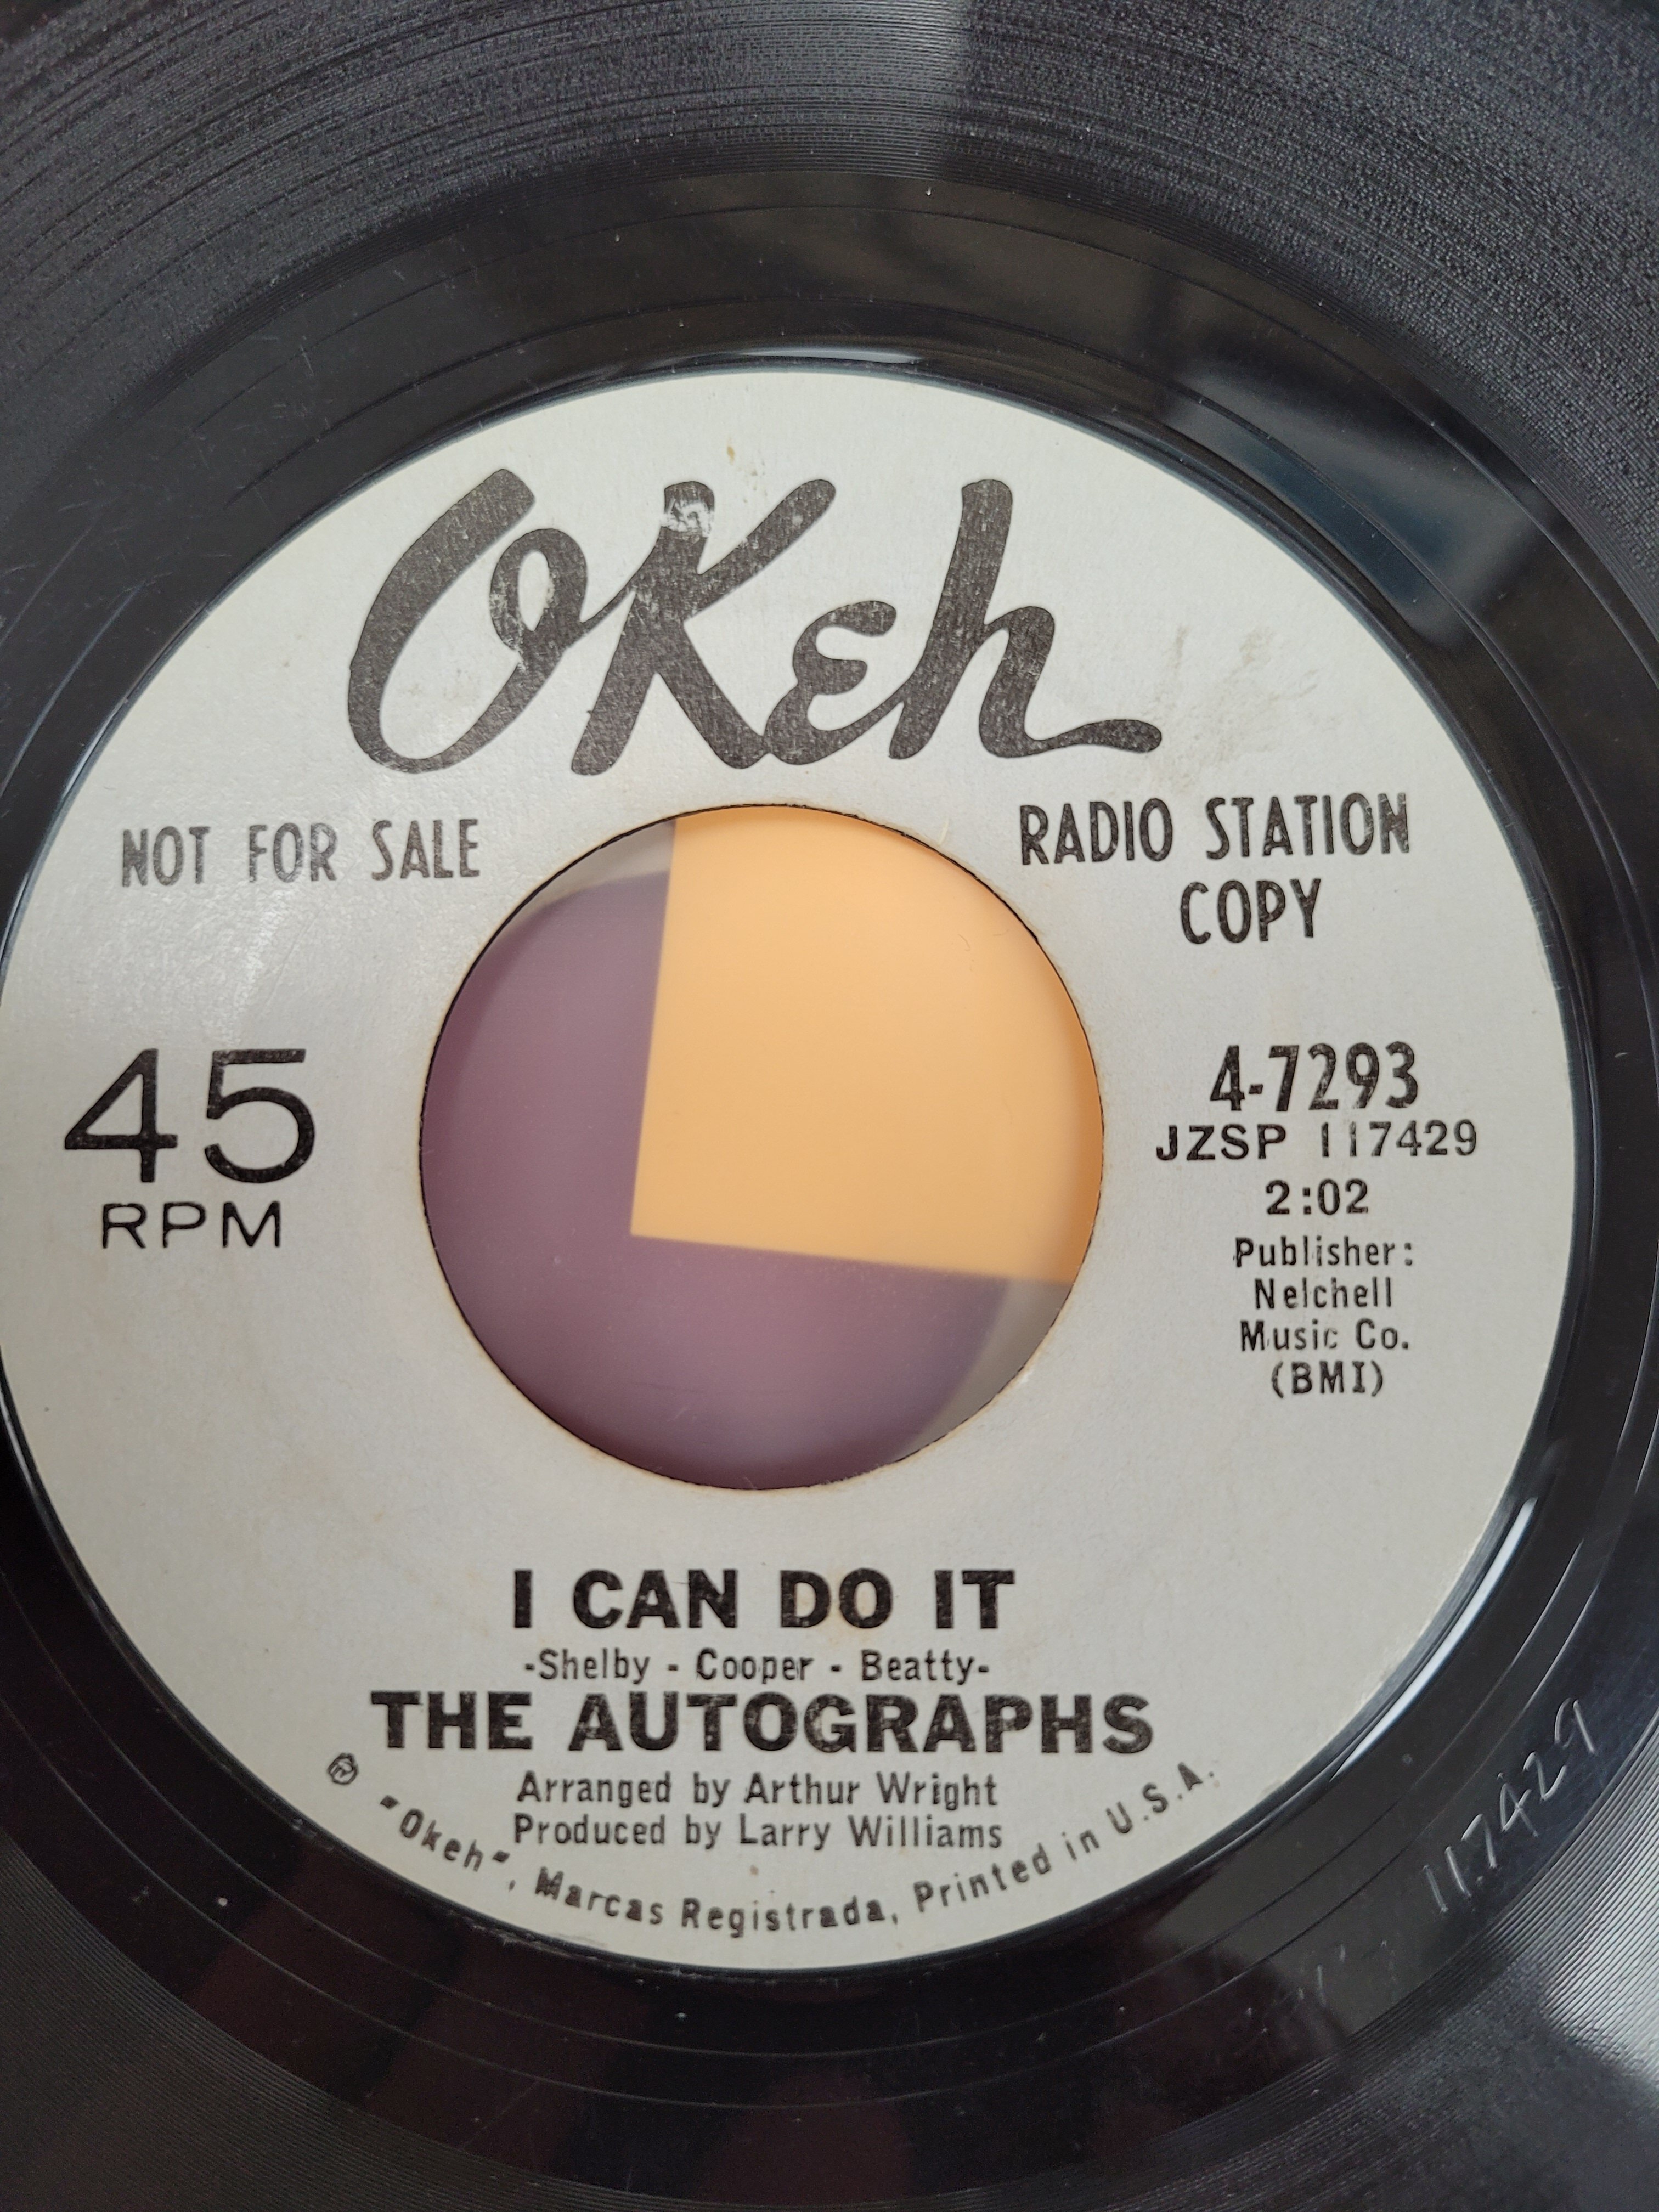 OKeh
NOT FOR SALE
RADIO STATION
COPY
45
RPM
4-7293
JZSP 117429
2:02
Publisher:
Nelchell
Music Co.
(BMI)
I CAN DO IT
-Shelby - Cooper - Beatty-
THE AUTOGRAPHS
Arranged by Arthur Wright
Produced by Larry Williams
"Okeh", Marcas Registrada, Printed in U.S.A.
117429